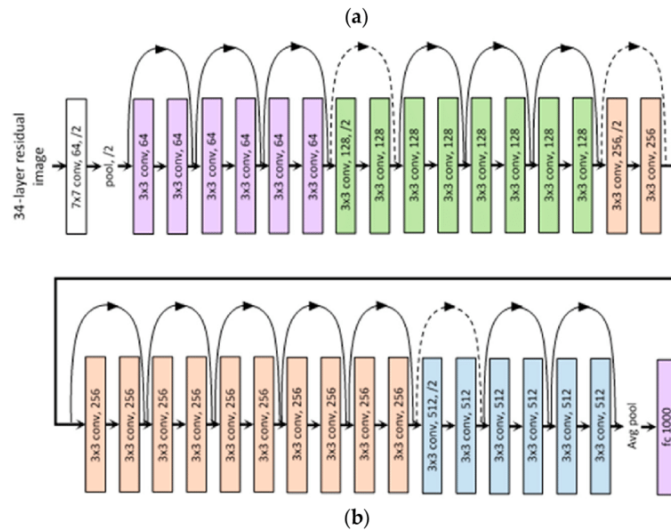 (a)
34-layer residual
image
7x7 conv, 64, /2
pool, /2
3x3 conv, 64
3x3 conv, 64
3x3 conv, 64
3x3 conv, 64
3x3 conv, 64
3x3 conv, 64
3x3 conv, 128, /2
3x3 conv, 128
3x3 conv, 128
3x3 conv, 128
3x3 conv, 128
3x3 conv, 128
3x3 conv, 128
3x3 conv, 128
3x3 conv, 256, /2
3x3 conv, 256
3x3 conv, 256
3x3 conv, 256
3x3 conv, 256
3x3 conv, 256
3x3 conv, 256
3x3 conv, 256
3x3 conv, 256
3x3 conv, 256
3x3 conv, 256
3x3 conv, 256
3x3 conv, 512, /2
3x3 conv, 512
3x3 conv, 512
3x3 conv, 512
3x3 conv, 512
3x3 conv, 512
Avg pool
fc 1000
(b)